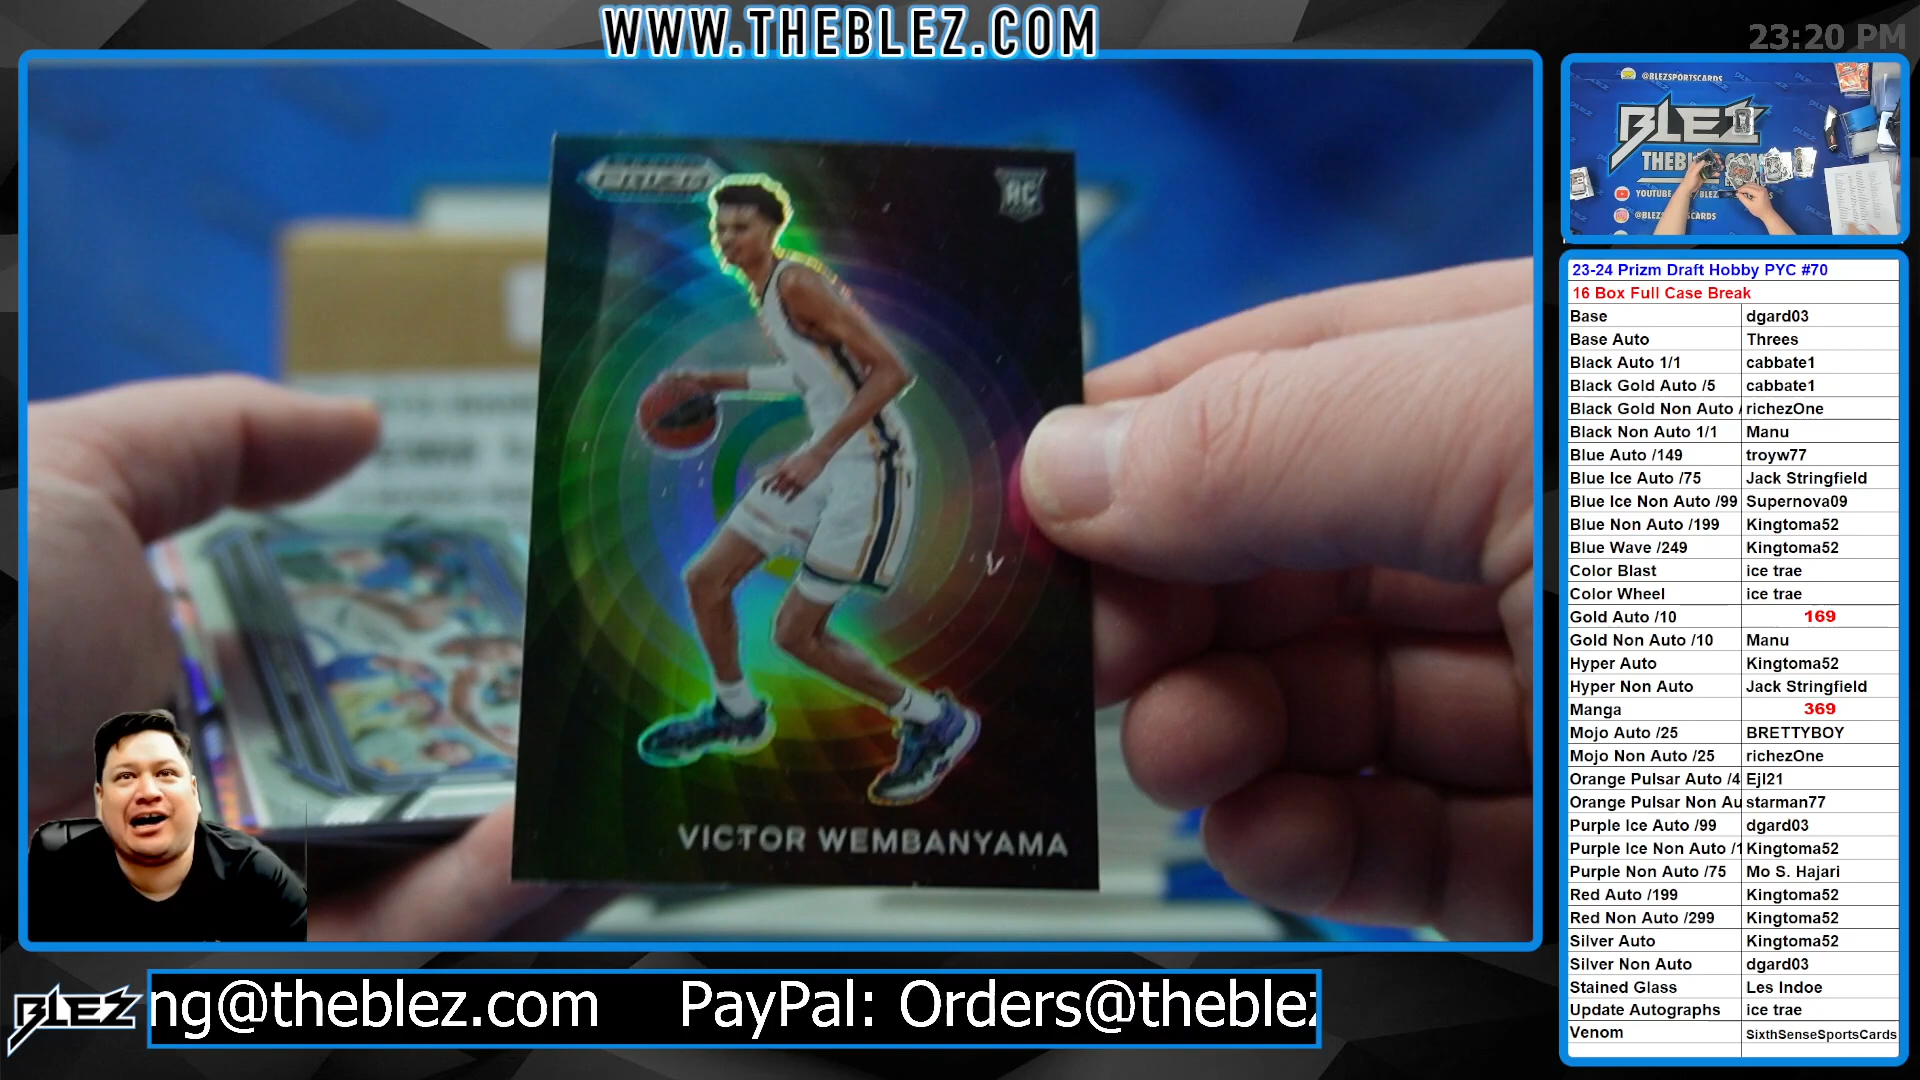 WWW.THEBLEZ.COM
23:20 PM
RC
VICTOR WEMBANYAMA
@BLEZSPORTSCARDS
BLEZ
YOUTUBE
23-24 Prizm Draft Hobby PYC #70
16 Box Full Case Break
Base dgard03
Base Auto Threes
Black Auto 1/1 cabbate1
Black Gold Auto /5 cabbate1
Black Gold Non Auto / richezOne
Black Non Auto 1/1 Manu
Blue Auto /149 troyw77
Blue Ice Auto /75 Jack Stringfield
Blue Ice Non Auto /99 Supernova09
Blue Non Auto /199 Kingtoma52
Blue Wave /249 Kingtoma52
Color Blast ice trae
Color Wheel ice trae
Gold Auto /10 169
Gold Non Auto /10 Manu
Hyper Auto Kingtoma52
Hyper Non Auto Jack Stringfield
Manga 369
Mojo Auto /25 BRETTYBOY
Mojo Non Auto /25 richezOne
Orange Pulsar Auto /4 Ejl21
Orange Pulsar Non Au starman77
Purple Ice Auto /99 dgard03
Purple Ice Non Auto /1 Kingtoma52
Purple Non Auto /75 Mo S. Hajari
Red Auto /199 Kingtoma52
Red Non Auto /299 Kingtoma52
Silver Auto Kingtoma52
Silver Non Auto dgard03
Stained Glass Les Indoe
Update Autographs ice trae
Venom SixthSenseSportsCards
BLEZ
ng@theblez.com PayPal: Orders@theblez